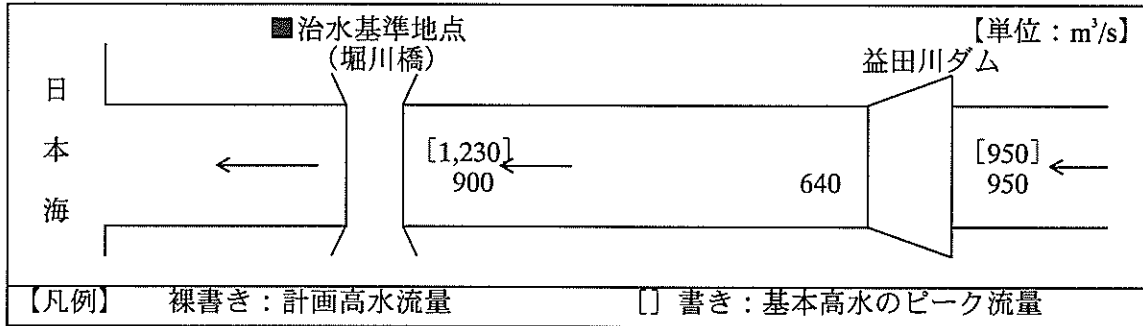 ■治水基準地点
(堀川橋)
【単位:m³/s】
益田川ダム
日本海
[1,230]
900
640
[950]
950
【凡例】 裸書き:計画高水流量 [] 書き:基本高水のピーク流量